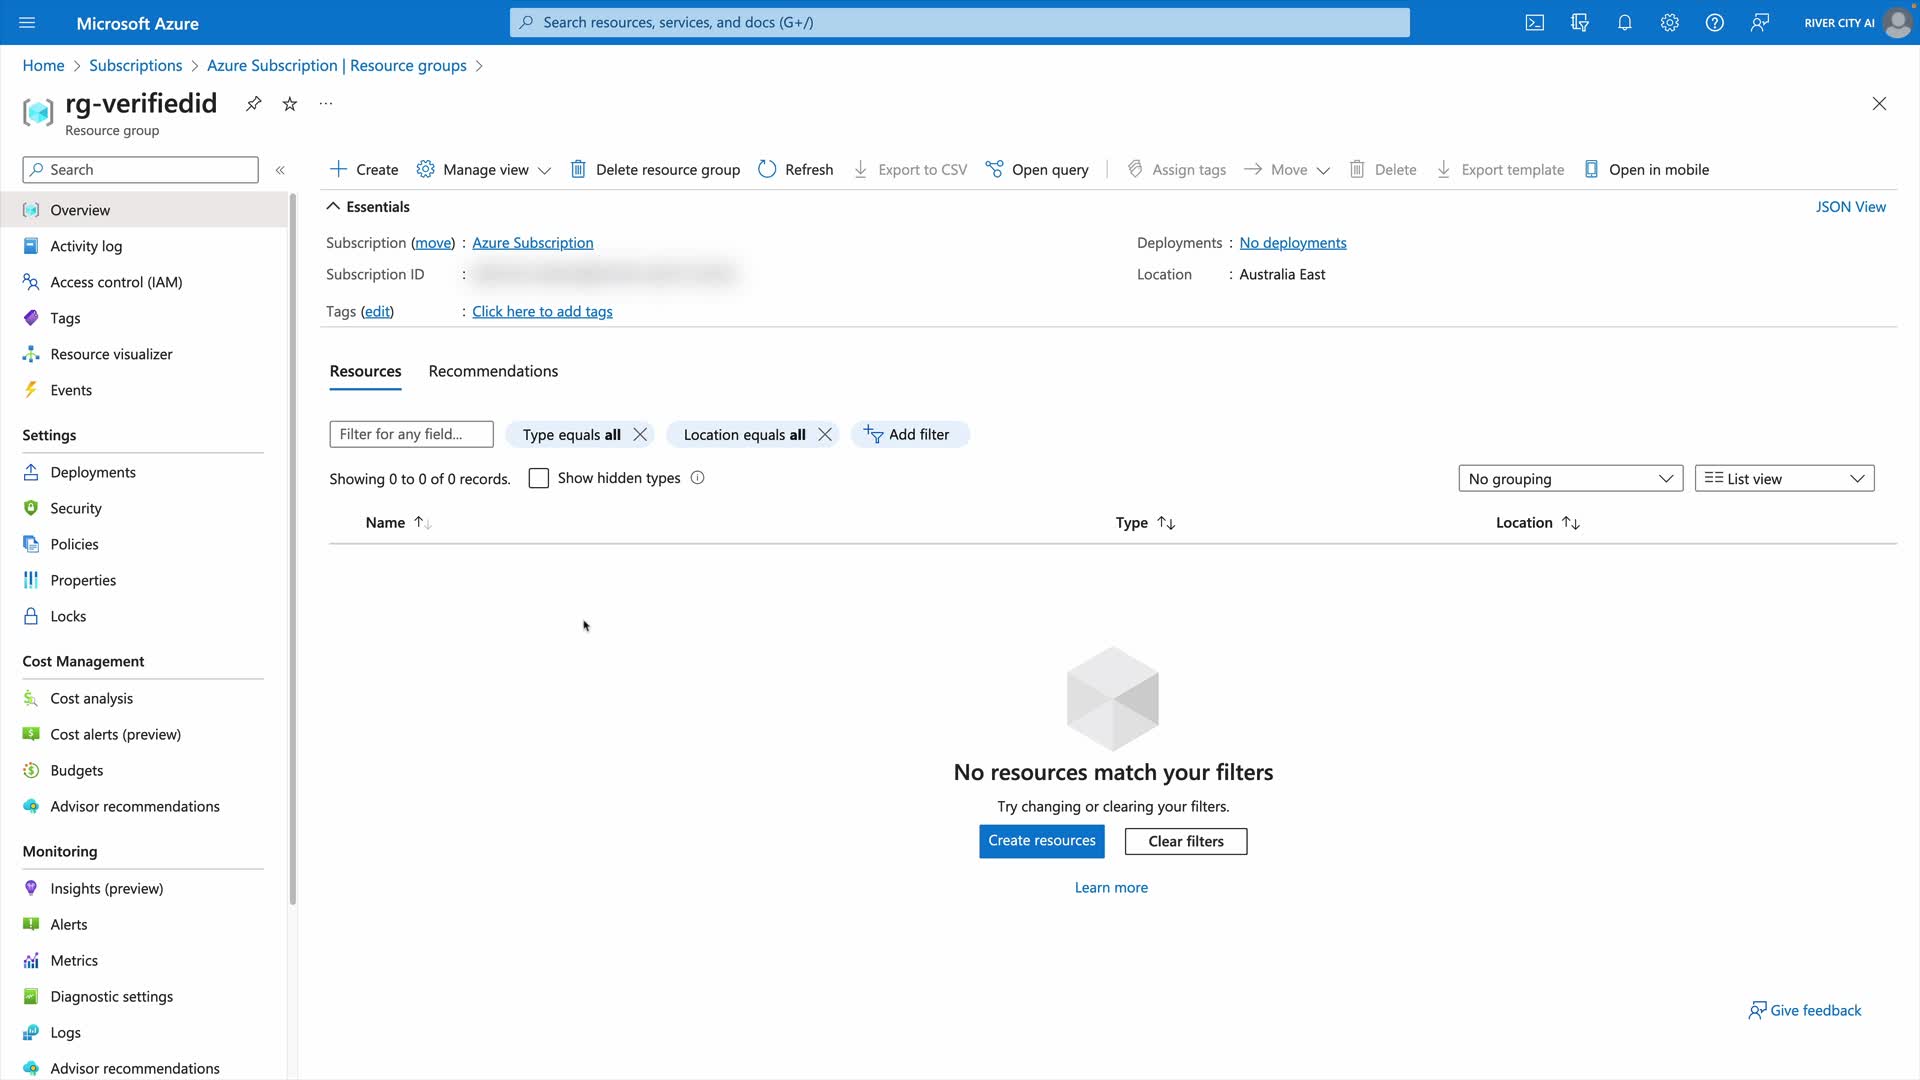 Microsoft Azure
Search resources, services, and docs (G+/)
RIVER CITY AI
Home > Subscriptions > Azure Subscription | Resource groups >
rg-verifiedid
Resource group
Search
Create
Manage view
Delete resource group
Refresh
Export to CSV
Open query
Assign tags
Move
Delete
Export template
Open in mobile
Overview
Activity log
Access control (IAM)
Tags
Resource visualizer
Events
Settings
Deployments
Security
Policies
Properties
Locks
Cost Management
Cost analysis
Cost alerts (preview)
Budgets
Advisor recommendations
Monitoring
Insights (preview)
Alerts
Metrics
Diagnostic settings
Logs
Advisor recommendations
Essentials
JSON View
Subscription (move) : Azure Subscription
Deployments : No deployments
Subscription ID :
Location : Australia East
Tags (edit) : Click here to add tags
Resources
Recommendations
Filter for any field...
Type equals all
Location equals all
Add filter
Showing 0 to 0 of 0 records.
Show hidden types
No grouping
List view
Name
Type
Location
No resources match your filters
Try changing or clearing your filters.
Create resources
Clear filters
Learn more
Give feedback